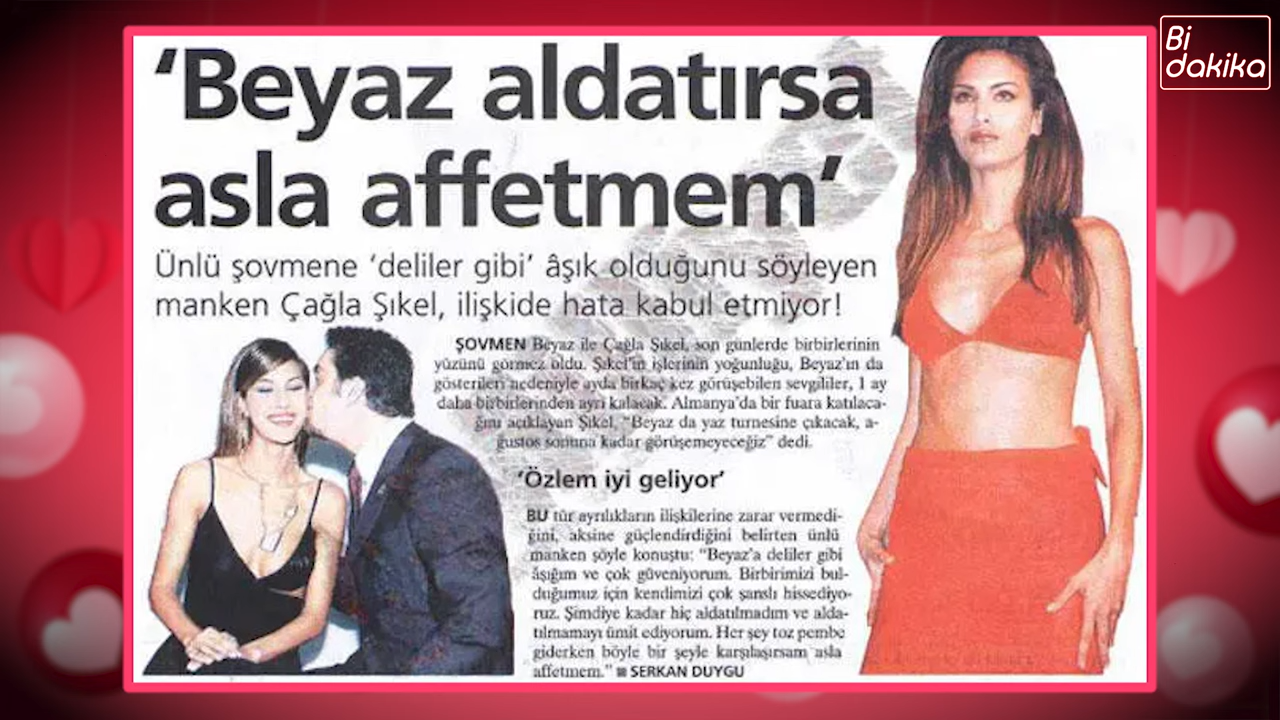 Bi
dakika
‘Beyaz aldatırsa
asla affetmem’
Ünlü şovmene ‘deliler gibi’ âşık olduğunu söyleyen
manken Çağla Şıkel, ilişkide hata kabul etmiyor!
ŞOVMEN Beyaz ile Çağla Şıkel, son günlerde birbirlerinin
yüzünü görmez oldu. Şıkel'in işlerinin yoğunluğu, Beyaz'ın da
gösterileri nedeniyle ayda birkaç kez görüşebilen sevgililer, 1 ay
daha birbirlerinden ayrı kalacak. Almanya'da bir fuara katılaca-
ğını açıklayan Şıkel, “Beyaz da yaz turnesine çıkacak, a-
ğustos sonuna kadar görüşemeyeceğiz” dedi.
‘Özlem iyi geliyor’
BU tür ayrılıkların ilişkilerine zarar vermedi-
ğini, aksine güçlendirdiğini belirten ünlü
manken şöyle konuştu: “Beyaz'a deliler gibi
âşığım ve çok güveniyorum. Birbirimizi bul-
duğumuz için kendimizi çok şanslı hissediyo-
ruz. Şimdiye kadar hiç aldatılmadım ve alda-
tılmamayı ümit ediyorum. Her şey toz pembe
giderken böyle bir şeyle karşılaşırsam asla
affetmem.” ■ SERKAN DUYGU